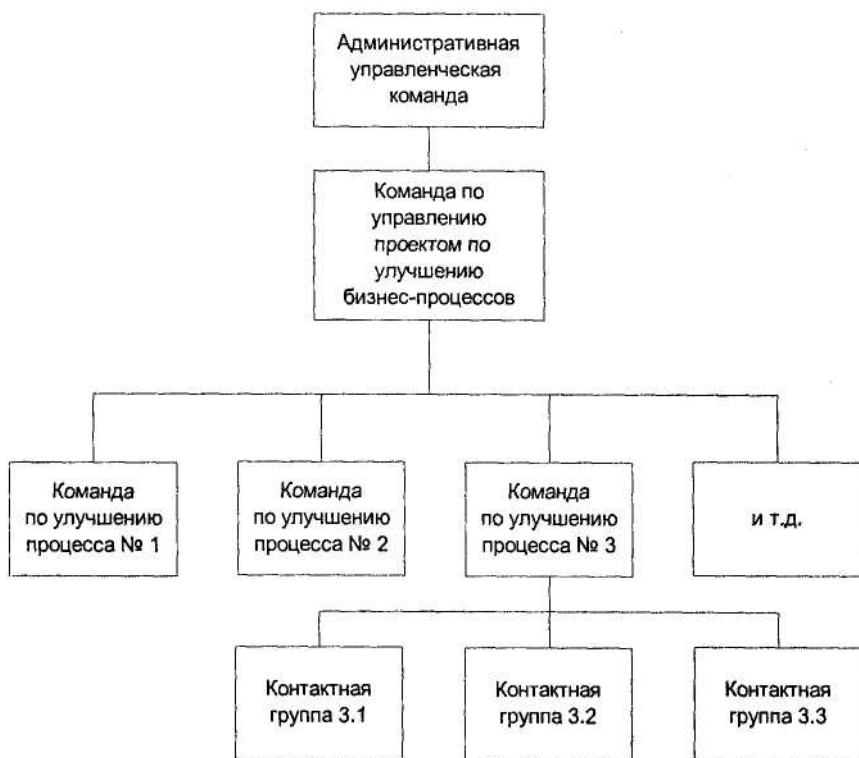 Административная
управленческая
команда
Команда по
управлению
проектом по
улучшению
бизнес-процессов
Команда
по улучшению
процесса № 1
Команда
по улучшению
процесса № 2
Команда
по улучшению
процесса № 3
и т.д.
Контактная
группа 3.1
Контактная
группа 3.2
Контактная
группа 3.3